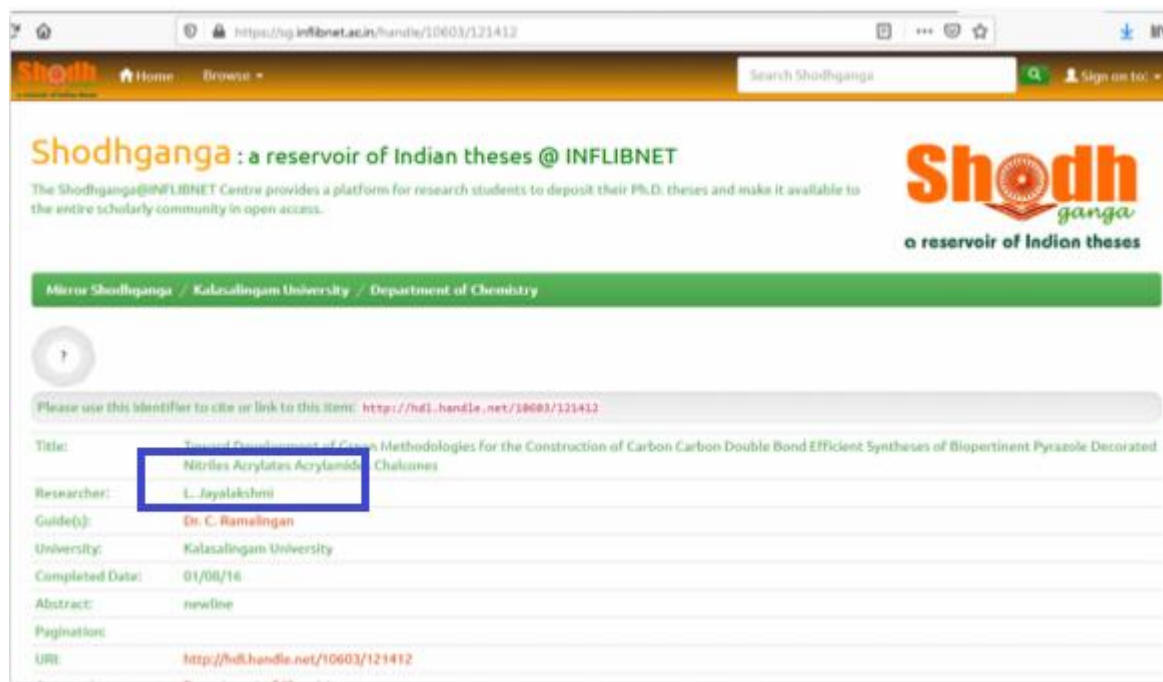 https://sg.inflibnet.ac.in/handle/10603/121412
Shodh
Home Browse Search Shodhganga Sign on to:
Shodhganga : a reservoir of Indian theses @ INFLIBNET
The Shodhganga@INFLIBNET Centre provides a platform for research students to deposit their Ph.D. theses and make it available to
the entire scholarly community in open access.
Shodh
ganga
a reservoir of Indian theses
Mirror Shodhganga / Kalasalingam University / Department of Chemistry
?
Please use this identifier to cite or link to this item: http://hdl.handle.net/10603/121412
Title: Toward Development of Green Methodologies for the Construction of Carbon Carbon Double Bond Efficient Syntheses of Biopertinent Pyrazole Decorated
Nitriles Acrylates Acrylamides Chalcones
Researcher: L. Jayalakshmi
Guide(s): Dr. C. Ramalingan
University: Kalasalingam University
Completed Date: 01/08/16
Abstract: newline
Pagination:
URI: http://hdl.handle.net/10603/121412